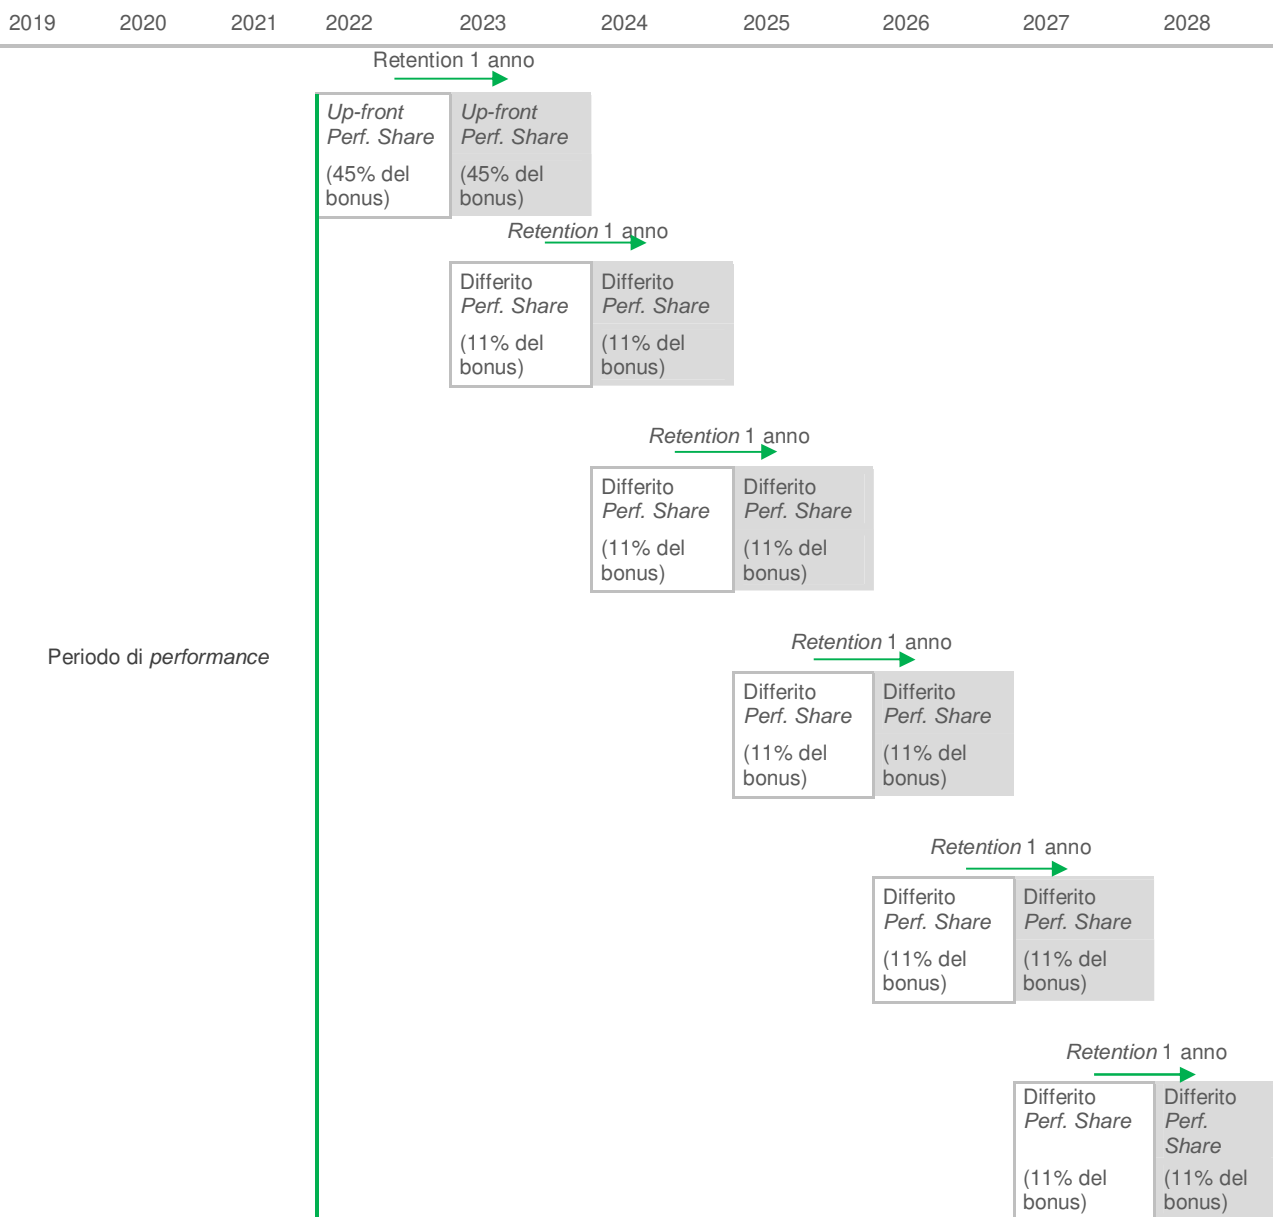 2019 2020 2021 2022 2023 2024 2025 2026 2027 2028
Retention 1 anno
Up-front Up-front
Perf. Share Perf. Share
(45% del (45% del
bonus) bonus)
Retention 1 anno
Differito Differito
Perf. Share Perf. Share
(11% del (11% del
bonus) bonus)
Retention 1 anno
Differito Differito
Perf. Share Perf. Share
(11% del (11% del
bonus) bonus)
Periodo di performance
Retention 1 anno
Differito Differito
Perf. Share Perf. Share
(11% del (11% del
bonus) bonus)
Retention 1 anno
Differito Differito
Perf. Share Perf. Share
(11% del (11% del
bonus) bonus)
Retention 1 anno
Differito Differito
Perf. Share Perf.
Share
(11% del (11% del
bonus) bonus)